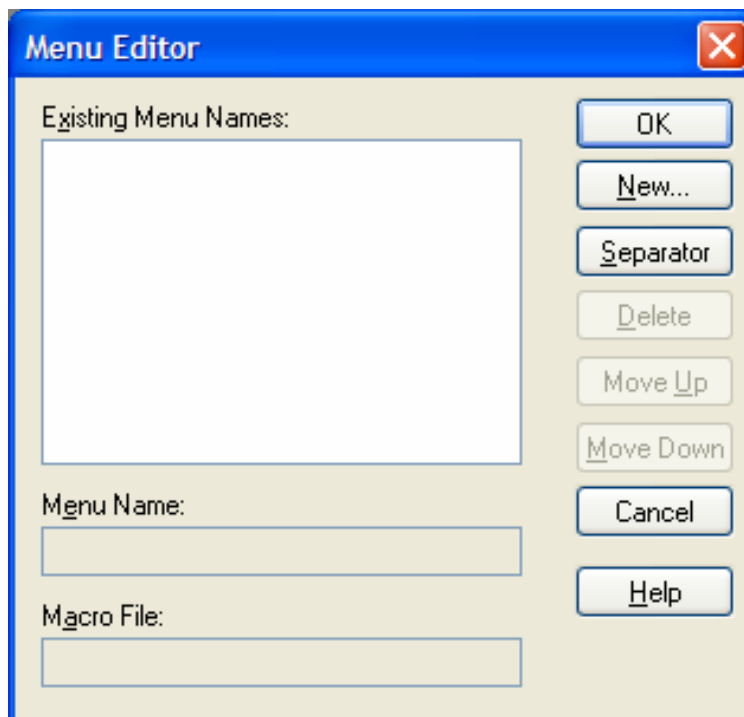 Menu Editor
Existing Menu Names:
OK
New...
Separator
Delete
Move Up
Move Down
Menu Name:
Cancel
Macro File:
Help